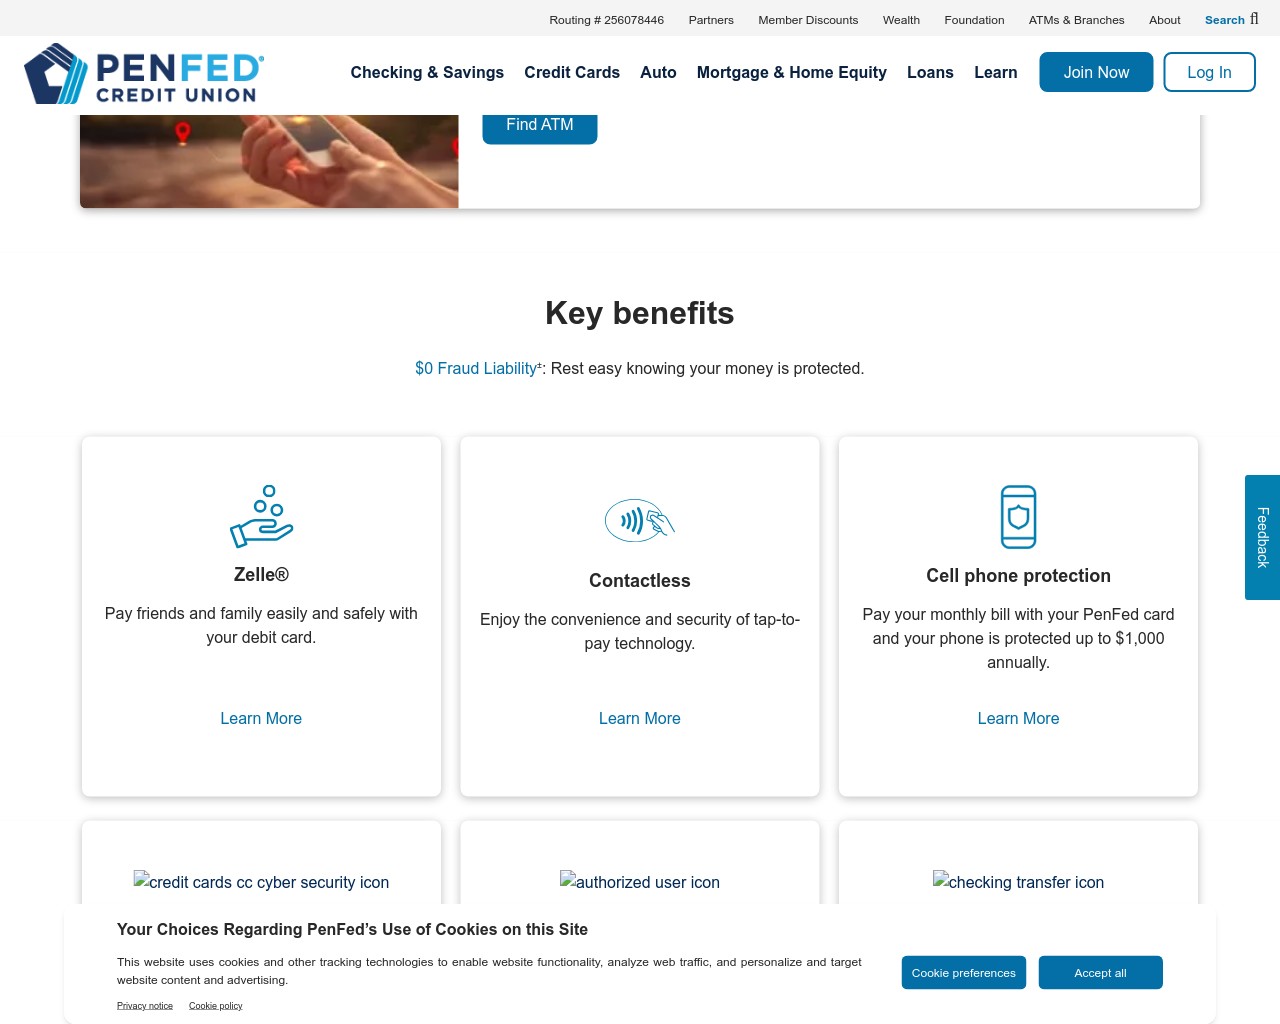 Routing # 256078446 Partners Member Discounts Wealth Foundation ATMs & Branches About Search
PENFED®
CREDIT UNION
Checking & Savings Credit Cards Auto Mortgage & Home Equity Loans Learn Join Now Log In
Find ATM
Key benefits
$0 Fraud Liability±: Rest easy knowing your money is protected.
Zelle®
Pay friends and family easily and safely with
your debit card.
Learn More
Contactless
Enjoy the convenience and security of tap-to-
pay technology.
Learn More
Cell phone protection
Pay your monthly bill with your PenFed card
and your phone is protected up to $1,000
annually.
Learn More
Feedback
credit cards cc cyber security icon
authorized user icon
checking transfer icon
Your Choices Regarding PenFed’s Use of Cookies on this Site
This website uses cookies and other tracking technologies to enable website functionality, analyze web traffic, and personalize and target
website content and advertising.
Privacy notice Cookie policy
Cookie preferences Accept all